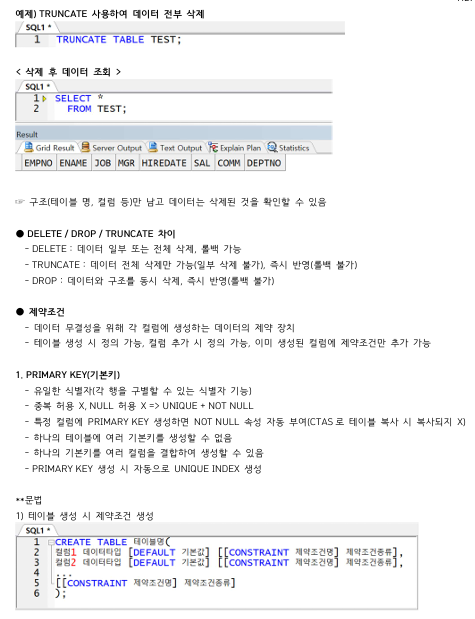 예제) TRUNCATE 사용하여 데이터 전부 삭제
SQL1 *
1 TRUNCATE TABLE TEST;
< 삭제 후 데이터 조회 >
SQL1 *
1 SELECT *
2 FROM TEST;
Result
Grid Result Server Output Text Output Explain Plan Statistics
EMPNO ENAME JOB MGR HIREDATE SAL COMM DEPTNO
☞ 구조(테이블 명, 컬럼 등)만 남고 데이터는 삭제된 것을 확인할 수 있음
● DELETE / DROP / TRUNCATE 차이
- DELETE : 데이터 일부 또는 전체 삭제, 롤백 가능
- TRUNCATE : 데이터 전체 삭제만 가능(일부 삭제 불가), 즉시 반영(롤백 불가)
- DROP : 데이터와 구조를 동시 삭제, 즉시 반영(롤백 불가)
● 제약조건
- 데이터 무결성을 위해 각 컬럼에 생성하는 데이터의 제약 장치
- 테이블 생성 시 정의 가능, 컬럼 추가 시 정의 가능, 이미 생성된 컬럼에 제약조건만 추가 가능
1. PRIMARY KEY(기본키)
- 유일한 식별자(각 행을 구별할 수 있는 식별자 기능)
- 중복 허용 X, NULL 허용 X => UNIQUE + NOT NULL
- 특정 컬럼에 PRIMARY KEY 생성하면 NOT NULL 속성 자동 부여(CTAS 로 테이블 복사 시 복사되지 X)
- 하나의 테이블에 여러 기본키를 생성할 수 없음
- 하나의 기본키를 여러 컬럼을 결합하여 생성할 수 있음
- PRIMARY KEY 생성 시 자동으로 UNIQUE INDEX 생성
**문법
1) 테이블 생성 시 제약조건 생성
SQL1 *
1 CREATE TABLE 테이블명(
2 컬럼1 데이터타입 [DEFAULT 기본값] [[CONSTRAINT 제약조건명] 제약조건종류],
3 컬럼2 데이터타입 [DEFAULT 기본값] [[CONSTRAINT 제약조건명] 제약조건종류],
4 ...
5 [[CONSTRAINT 제약조건명] 제약조건종류]
6 );